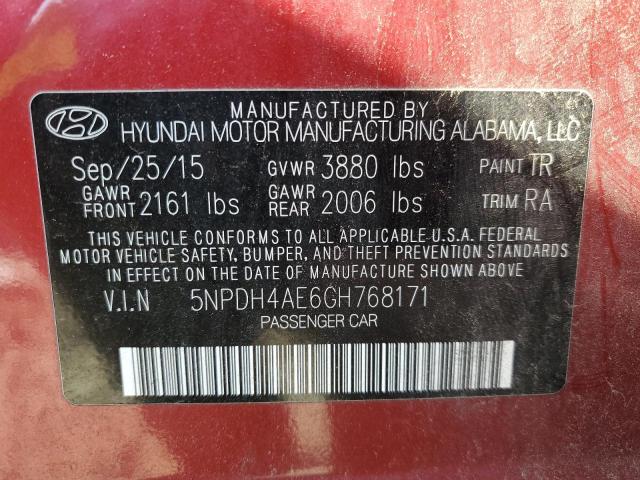 MANUFACTURED BY
HYUNDAI MOTOR MANUFACTURING ALABAMA, LLC
Sep/25/15 GVWR 3880 lbs PAINT TR
GAWR FRONT 2161 lbs GAWR REAR 2006 lbs TRIM RA
THIS VEHICLE CONFORMS TO ALL APPLICABLE U.S.A. FEDERAL
MOTOR VEHICLE SAFETY, BUMPER, AND THEFT PREVENTION STANDARDS
IN EFFECT ON THE DATE OF MANUFACTURE SHOWN ABOVE.
V.I.N 5NPDH4AE6GH768171
PASSENGER CAR